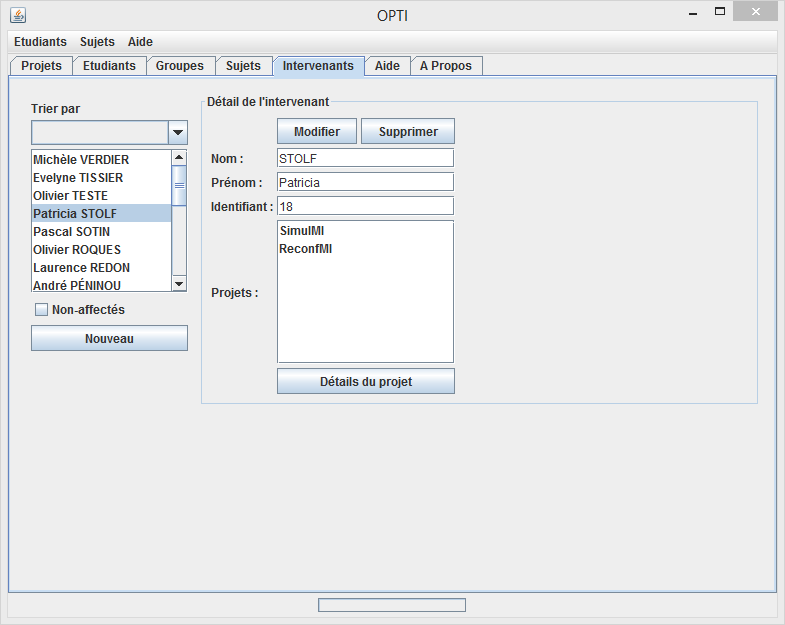 OPTI
Etudiants Sujets Aide
Projets Etudiants Groupes Sujets Intervenants Aide A Propos
Trier par
Michèle VERDIER
Evelyne TISSIER
Olivier TESTE
Patricia STOLF
Pascal SOTIN
Olivier ROQUES
Laurence REDON
André PÉNINOU
Non-affectés
Nouveau
Détail de l'intervenant
Modifier Supprimer
Nom : STOLF
Prénom : Patricia
Identifiant : 18
Projets :
SimulMI
ReconfMI
Détails du projet